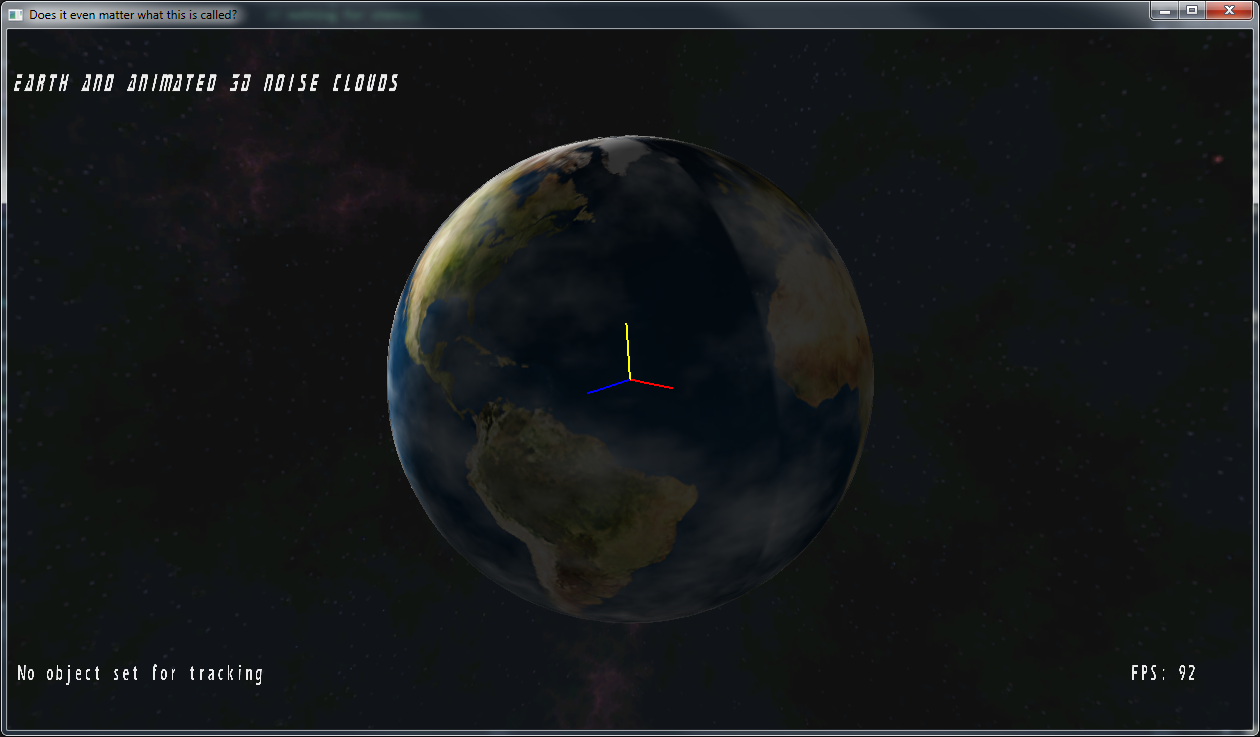 Does it even matter what this is called?
EARTH AND ANIMATED 3D NOISE CLOUDS
No object set for tracking
FPS: 92